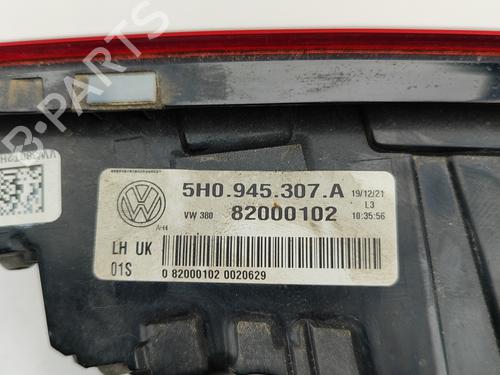 B-PARTS
5H0.945.307.A 19/12/21
VW 380 82000102 L3
10:35:56
LH UK
01S 0 82000102 0020629